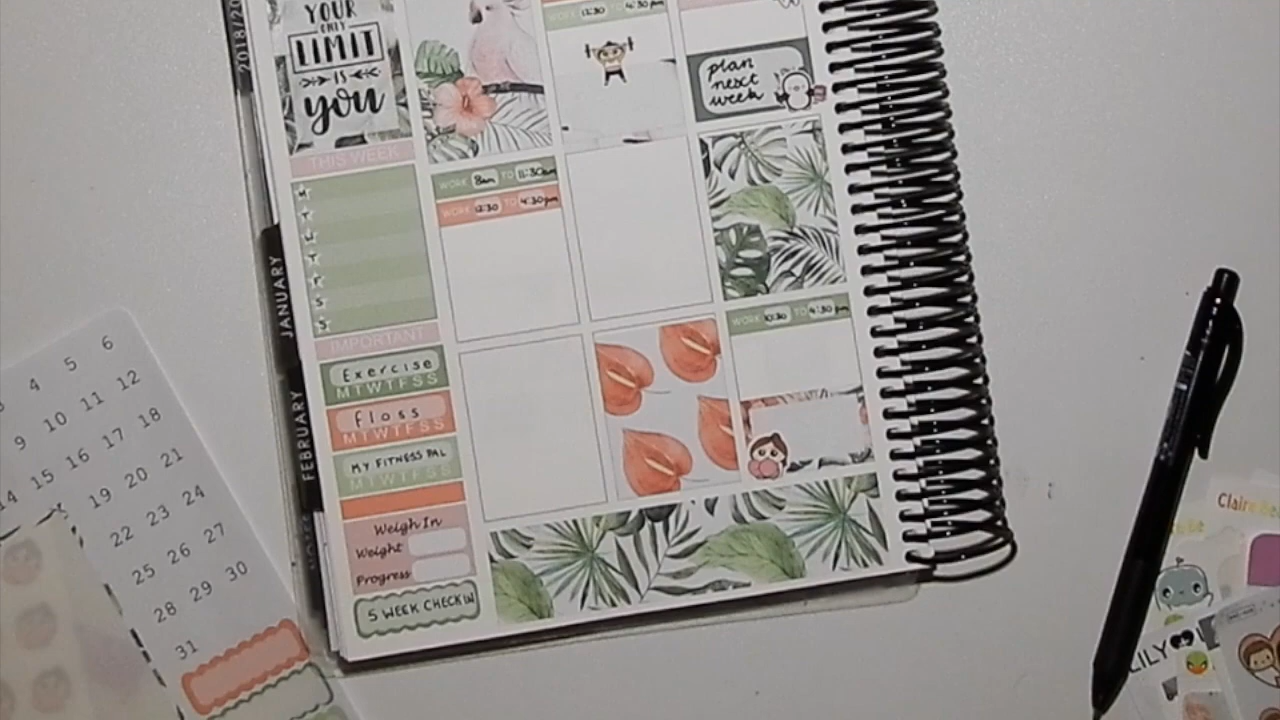 2018/20
YOUR
ONLY
LIMIT
IS
you
WORK 12:30 TO 4:30pm
plan
next
week
THIS WEEK
M
T
W
T
F
S
S
WORK 8am TO 11:30am
WORK 12:30 TO 4:30pm
JANUARY
IMPORTANT
Exercise
MTWTFSS
floss
MTWTFSS
MY FITNESS PAL
MTWTFSS
FEBRUARY
WORK 10:30 TO 4:30pm
Weigh In
Weight
Progress
5 WEEK CHECK IN
4 5 6
9 10 11 12
14 15 16 17 18
19 20 21
22 23 24
25 26 27
28 29 30
31
LILY